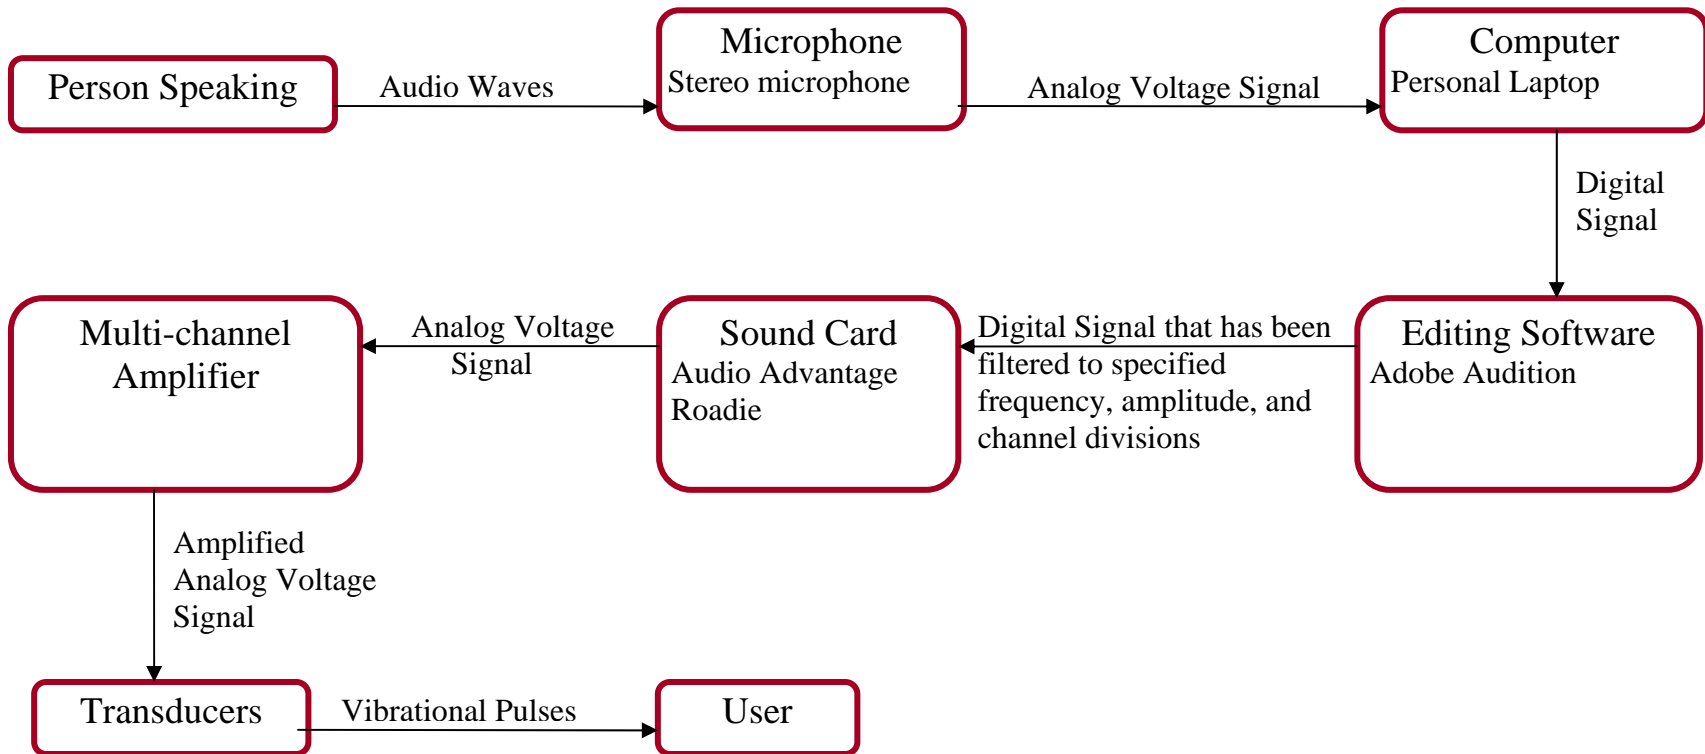 Person Speaking
Audio Waves
Microphone
Stereo microphone
Analog Voltage Signal
Computer
Personal Laptop
Digital
Signal
Editing Software
Adobe Audition
Digital Signal that has been
filtered to specified
frequency, amplitude, and
channel divisions
Sound Card
Audio Advantage
Roadie
Analog Voltage
Signal
Multi-channel
Amplifier
Amplified
Analog Voltage
Signal
Transducers
Vibrational Pulses
User